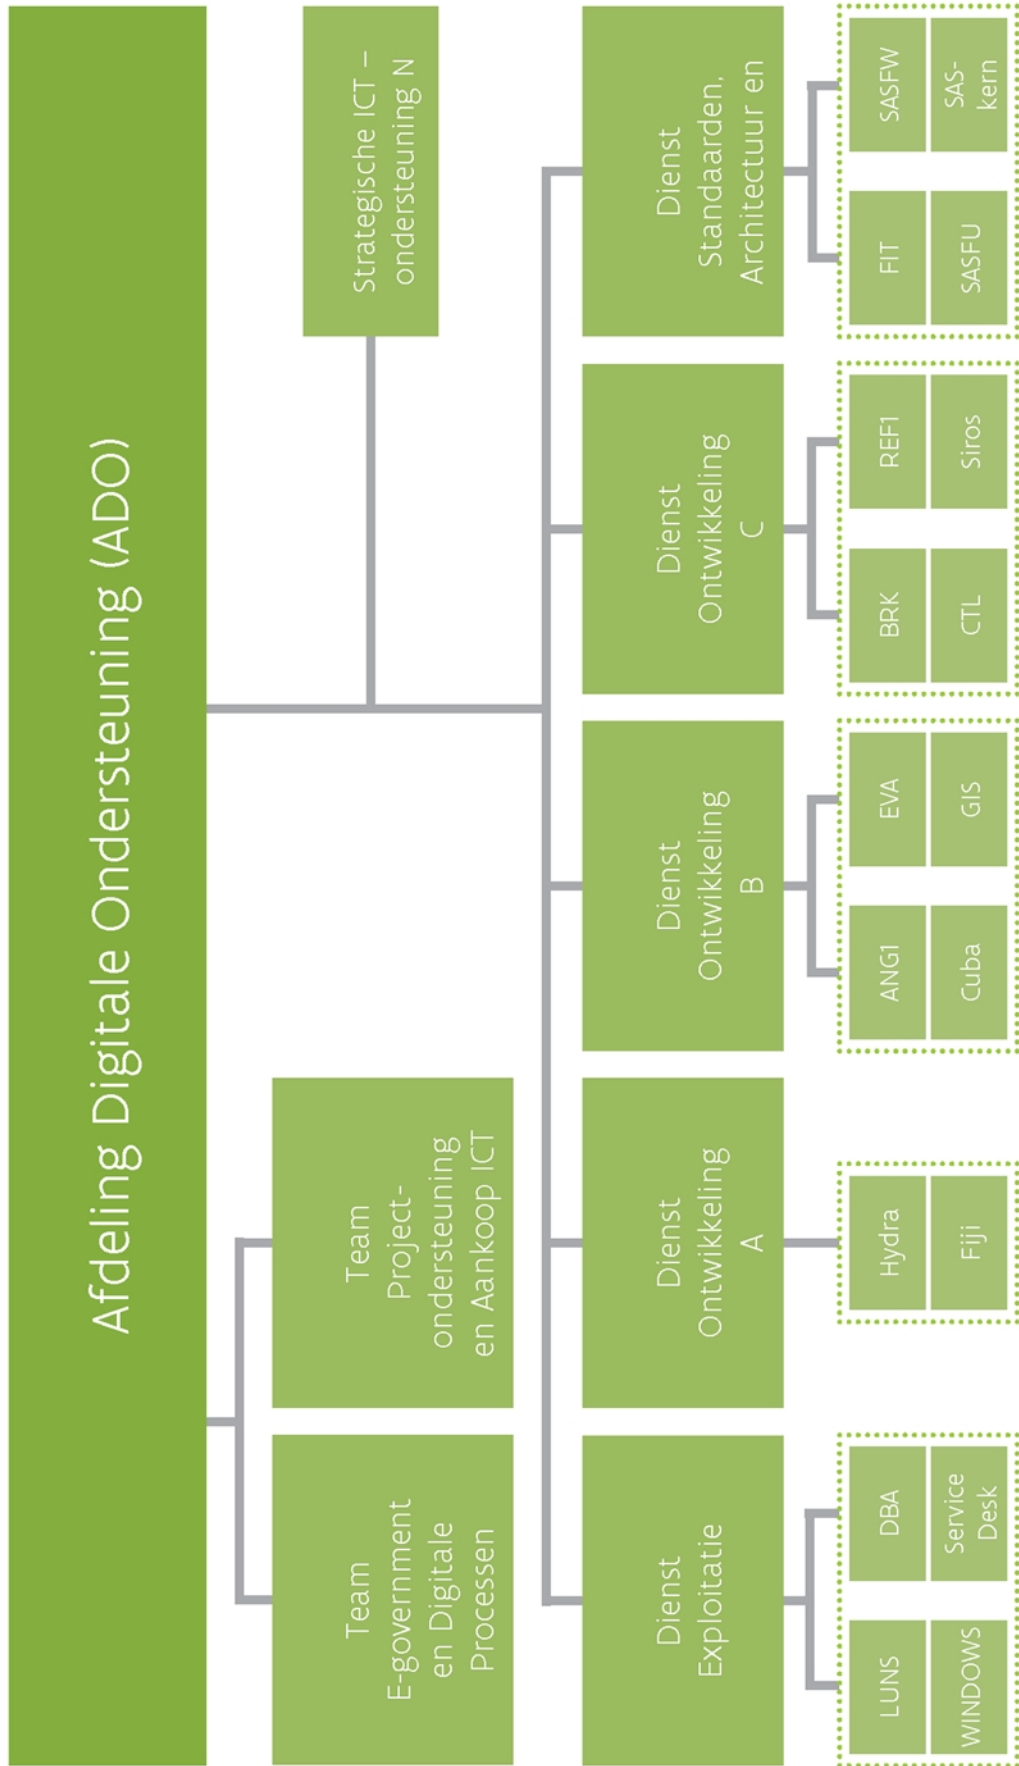 Afdeling Digitale Ondersteuning (ADO)
Team
E-government
en Digitale
Processen
Team
Project-
ondersteuning
en Aankoop ICT
Strategische ICT –
ondersteuning N
Dienst
Exploitatie
Dienst
Ontwikkeling
A
Dienst
Ontwikkeling
B
Dienst
Ontwikkeling
C
Dienst
Standaarden,
Architectuur en
LUNS
DBA
WINDOWS
Service
Desk
Hydra
Fiji
ANG1
EVA
Cuba
GIS
BRK
REF1
CTL
Siros
FIT
SASFW
SASFU
SAS-
kern